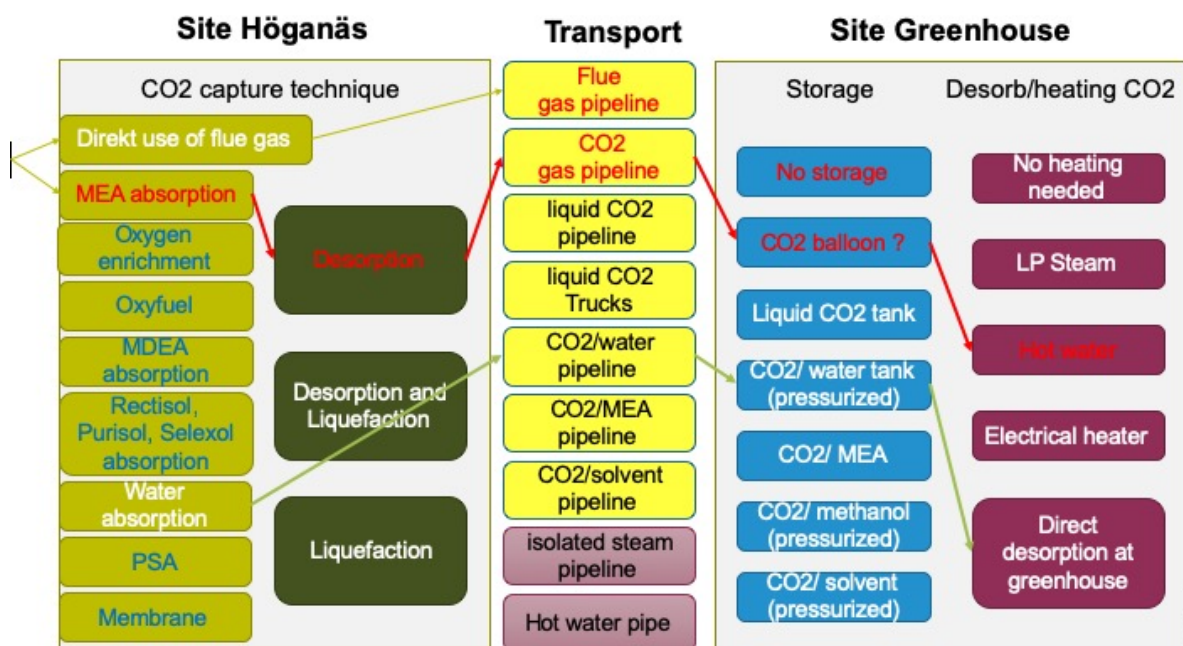 Site Höganäs
Transport
Site Greenhouse
CO2 capture technique
Direkt use of flue gas
MEA absorption
Oxygen
enrichment
Oxyfuel
MDEA
absorption
Rectisol,
Purisol, Selexol
absorption
Water
absorption
PSA
Membrane
Desorption
Desorption and
Liquefaction
Liquefaction
Flue
gas pipeline
CO2
gas pipeline
liquid CO2
pipeline
liquid CO2
Trucks
CO2/water
pipeline
CO2/MEA
pipeline
CO2/solvent
pipeline
isolated steam
pipeline
Hot water pipe
Storage
No storage
CO2 balloon ?
Liquid CO2 tank
CO2/ water tank
(pressurized)
CO2/ MEA
CO2/ methanol
(pressurized)
CO2/ solvent
(pressurized)
Desorb/heating CO2
No heating
needed
LP Steam
Hot water
Electrical heater
Direct
desorption at
greenhouse